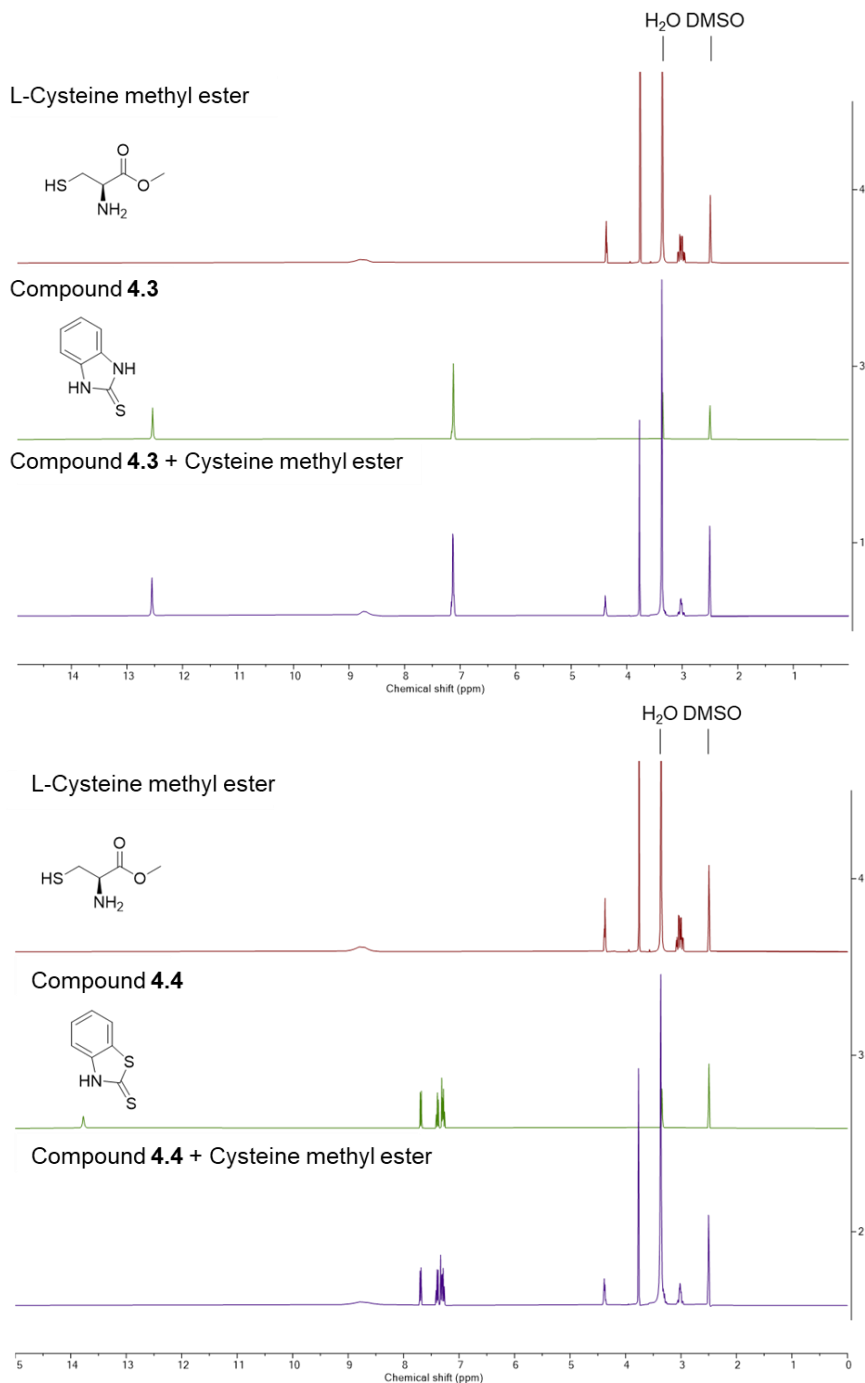 H₂O DMSO
L-Cysteine methyl ester
O
HS
O
NH₂
4
Compound 4.3
NH
HN
S
3
Compound 4.3 + Cysteine methyl ester
1
14 13 12 11 10 9 8 7 6 5 4 3 2 1
Chemical shift (ppm)
H₂O DMSO
L-Cysteine methyl ester
O
HS
O
NH₂
4
Compound 4.4
S
HN
S
3
Compound 4.4 + Cysteine methyl ester
2
15 14 13 12 11 10 9 8 7 6 5 4 3 2 1 0
Chemical shift (ppm)